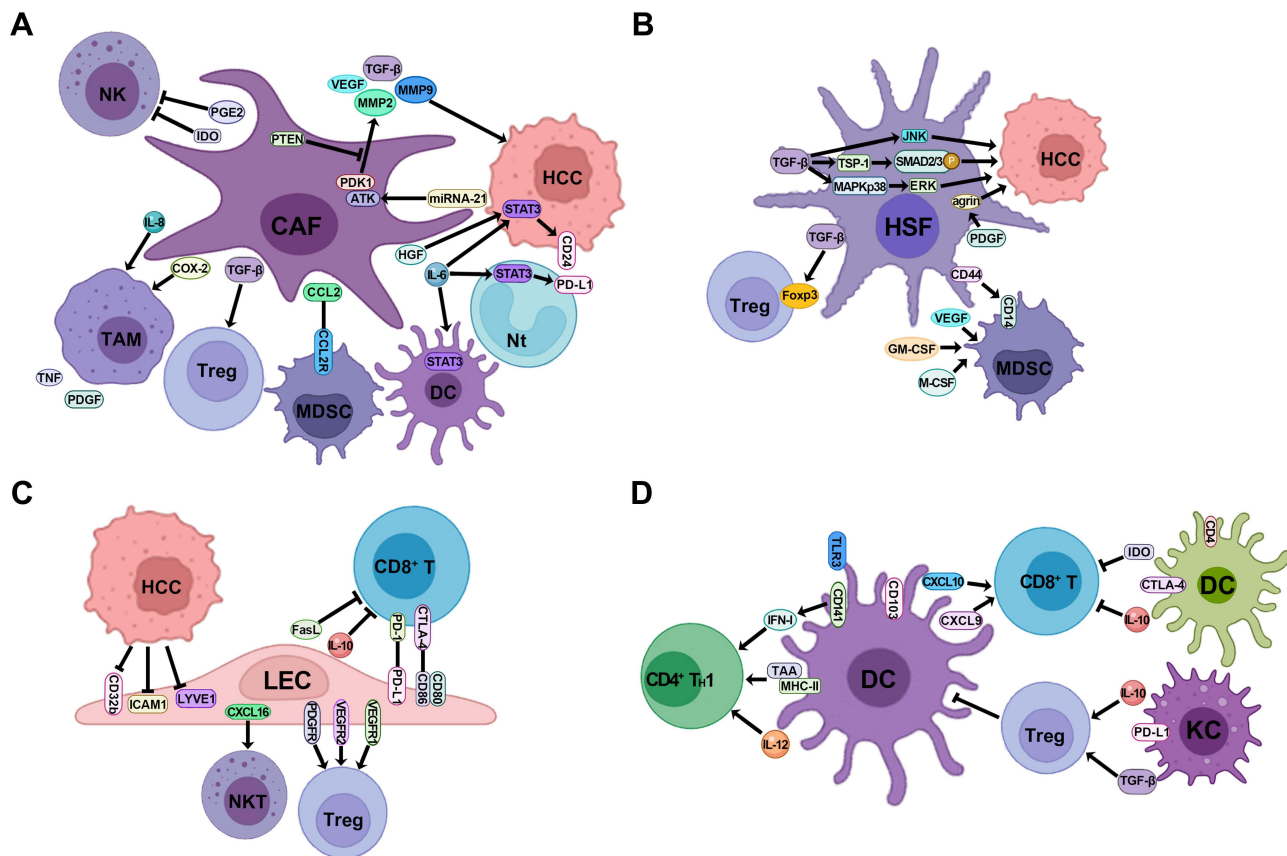 A
NK
PGE2
IDO
TGF-β
VEGF
MMP9
MMP2
PTEN
PDK1
ATK
miRNA-21
HCC
STAT3
CD24
HGF
IL-6
STAT3
PD-L1
Nt
CAF
IL-8
COX-2
TGF-β
CCL2
CCL2R
TAM
TNF
PDGF
Treg
MDSC
STAT3
DC
B
TGF-β
JNK
TSP-1
SMAD2/3
P
MAPKp38
ERK
HCC
agrin
PDGF
HSF
TGF-β
Treg
Foxp3
CD44
CD14
VEGF
GM-CSF
M-CSF
MDSC
C
HCC
CD8⁺ T
FasL
IL-10
PD-1
CTLA-4
PD-L1
CD86
CD80
LEC
CD32b
ICAM1
LYVE1
CXCL16
PDGFR
VEGFR2
VEGFR1
NKT
Treg
D
TLR3
CD141
CD103
IFN-I
CD4⁺ TH1
TAA
MHC-II
IL-12
DC
CXCL10
CXCL9
CD8⁺ T
IDO
CD4
CTLA-4
DC
IL-10
Treg
IL-10
PD-L1
KC
TGF-β